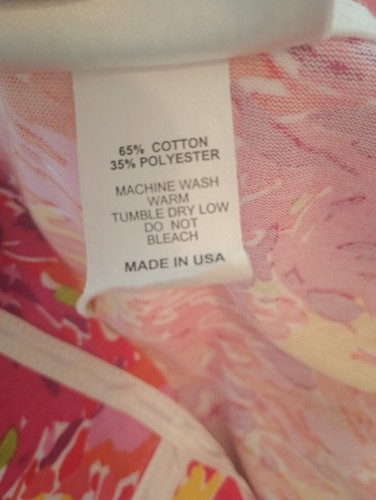 65% COTTON
35% POLYESTER
MACHINE WASH
WARM
TUMBLE DRY LOW
DO NOT
BLEACH
MADE IN USA